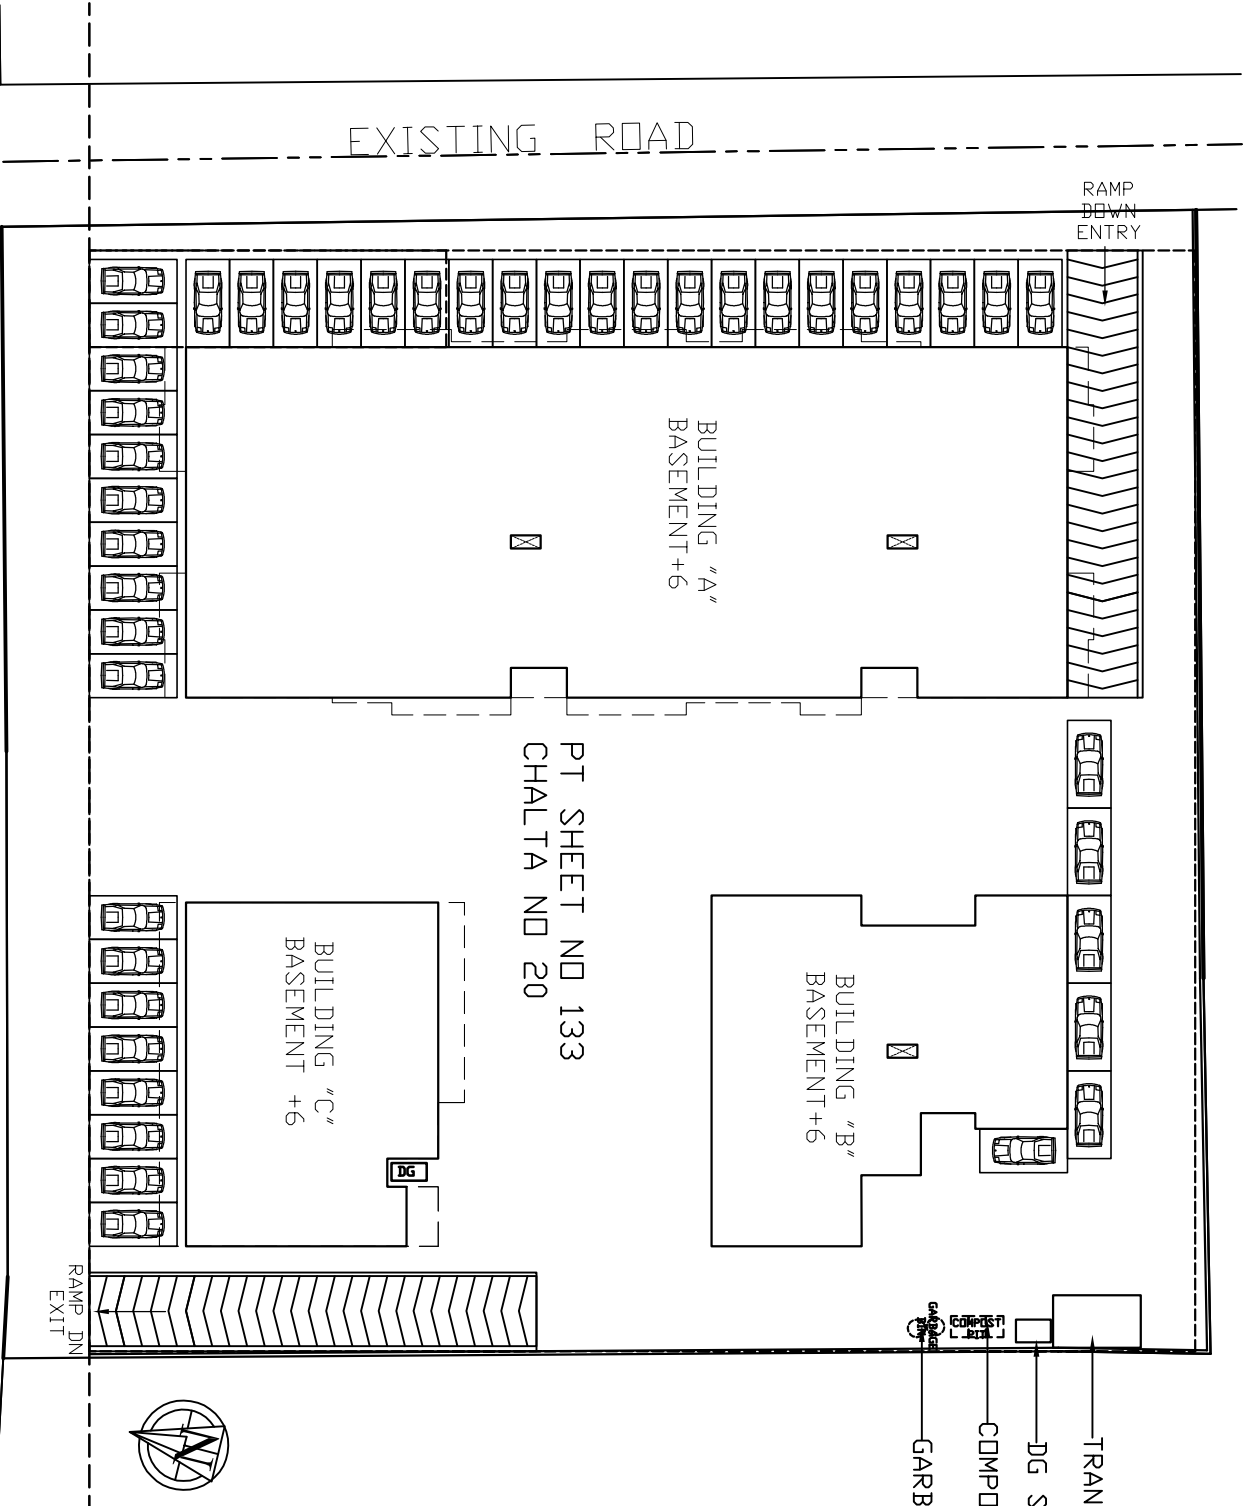 EXISTING ROAD
RAMP
DOWN
ENTRY
BUILDING "A"
BASEMENT+6
PT SHEET NO 133
CHALTA NO 20
BUILDING "B"
BASEMENT+6
BUILDING "C"
BASEMENT +6
DG
RAMP DN
EXIT
GARBAGE
COMPOST
PIT
TRAN
DG S
COMPO
GARB
N